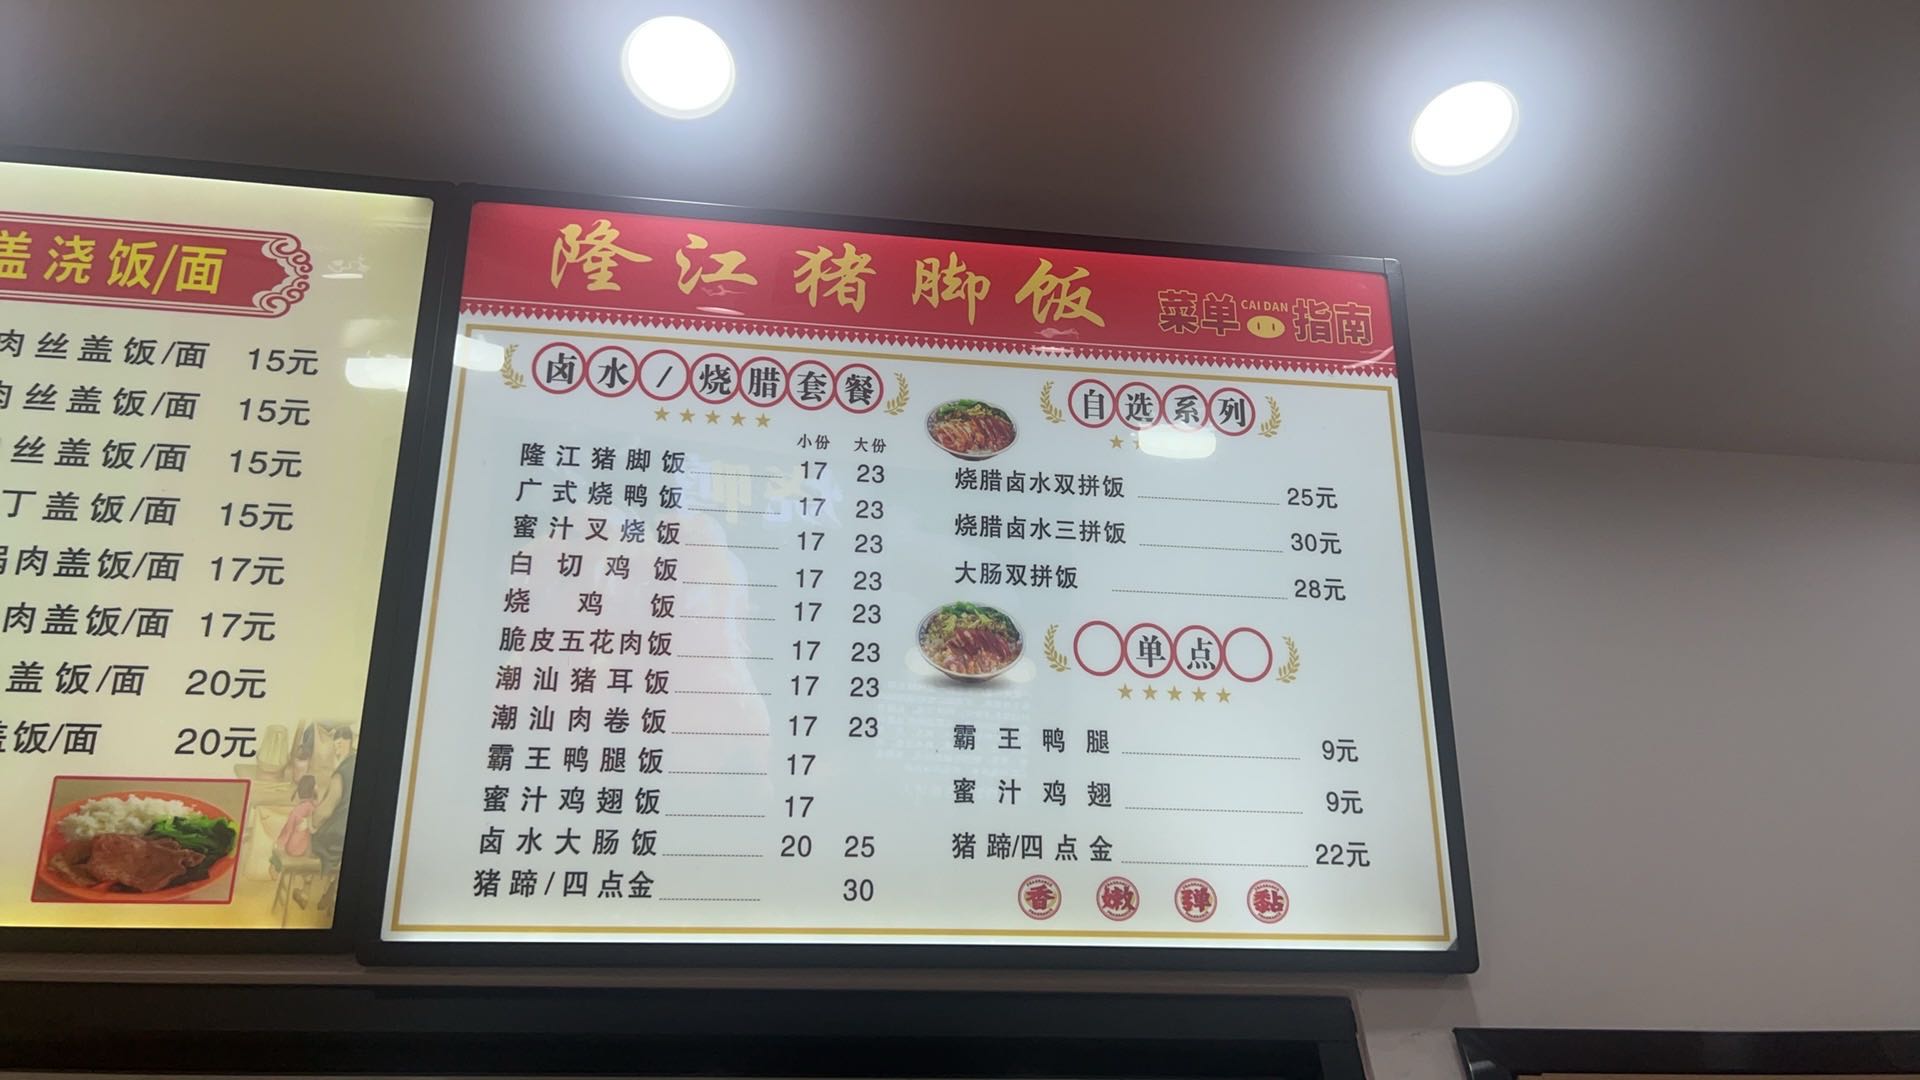 盖浇饭/面
肉丝盖饭/面 15元
肉丝盖饭/面 15元
丝盖饭/面 15元
丁盖饭/面 15元
肉盖饭/面 17元
肉盖饭/面 17元
盖饭/面 20元
饭/面 20元
隆江猪脚饭
菜单 CAI DAN 指南
卤水/烧腊套餐
小份 大份
隆江猪脚饭 17 23
广式烧鸭饭 17 23
蜜汁叉烧饭 17 23
白切鸡饭 17 23
烧鸡饭 17 23
脆皮五花肉饭 17 23
潮汕猪耳饭 17 23
潮汕肉卷饭 17 23
霸王鸭腿饭 17
蜜汁鸡翅饭 17
卤水大肠饭 20 25
猪蹄/四点金 30
自选系列
烧腊卤水双拼饭 25元
烧腊卤水三拼饭 30元
大肠双拼饭 28元
单点
霸王鸭腿 9元
蜜汁鸡翅 9元
猪蹄/四点金 22元
香 嫩 弹 黏